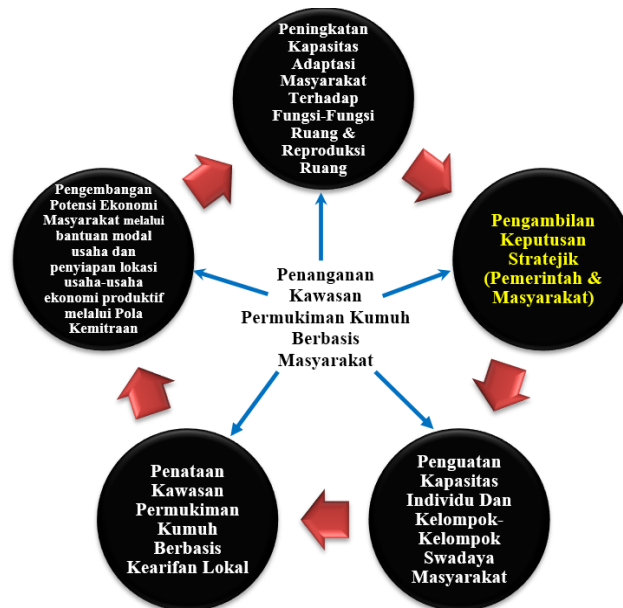 Peningkatan
Kapasitas
Adaptasi
Masyarakat
Terhadap
Fungsi-Fungsi
Ruang &
Reproduksi
Ruang
Pengambilan
Keputusan
Stratejik
(Pemerintah &
Masyarakat)
Penguatan
Kapasitas
Individu Dan
Kelompok-
Kelompok
Swadaya
Masyarakat
Penataan
Kawasan
Permukiman
Kumuh
Berbasis
Kearifan Lokal
Pengembangan
Potensi Ekonomi
Masyarakat melalui
bantuan modal
usaha dan
penyiapan lokasi
usaha-usaha
ekonomi produktif
melalui Pola
Kemitraan
Penanganan
Kawasan
Permukiman Kumuh
Berbasis
Masyarakat